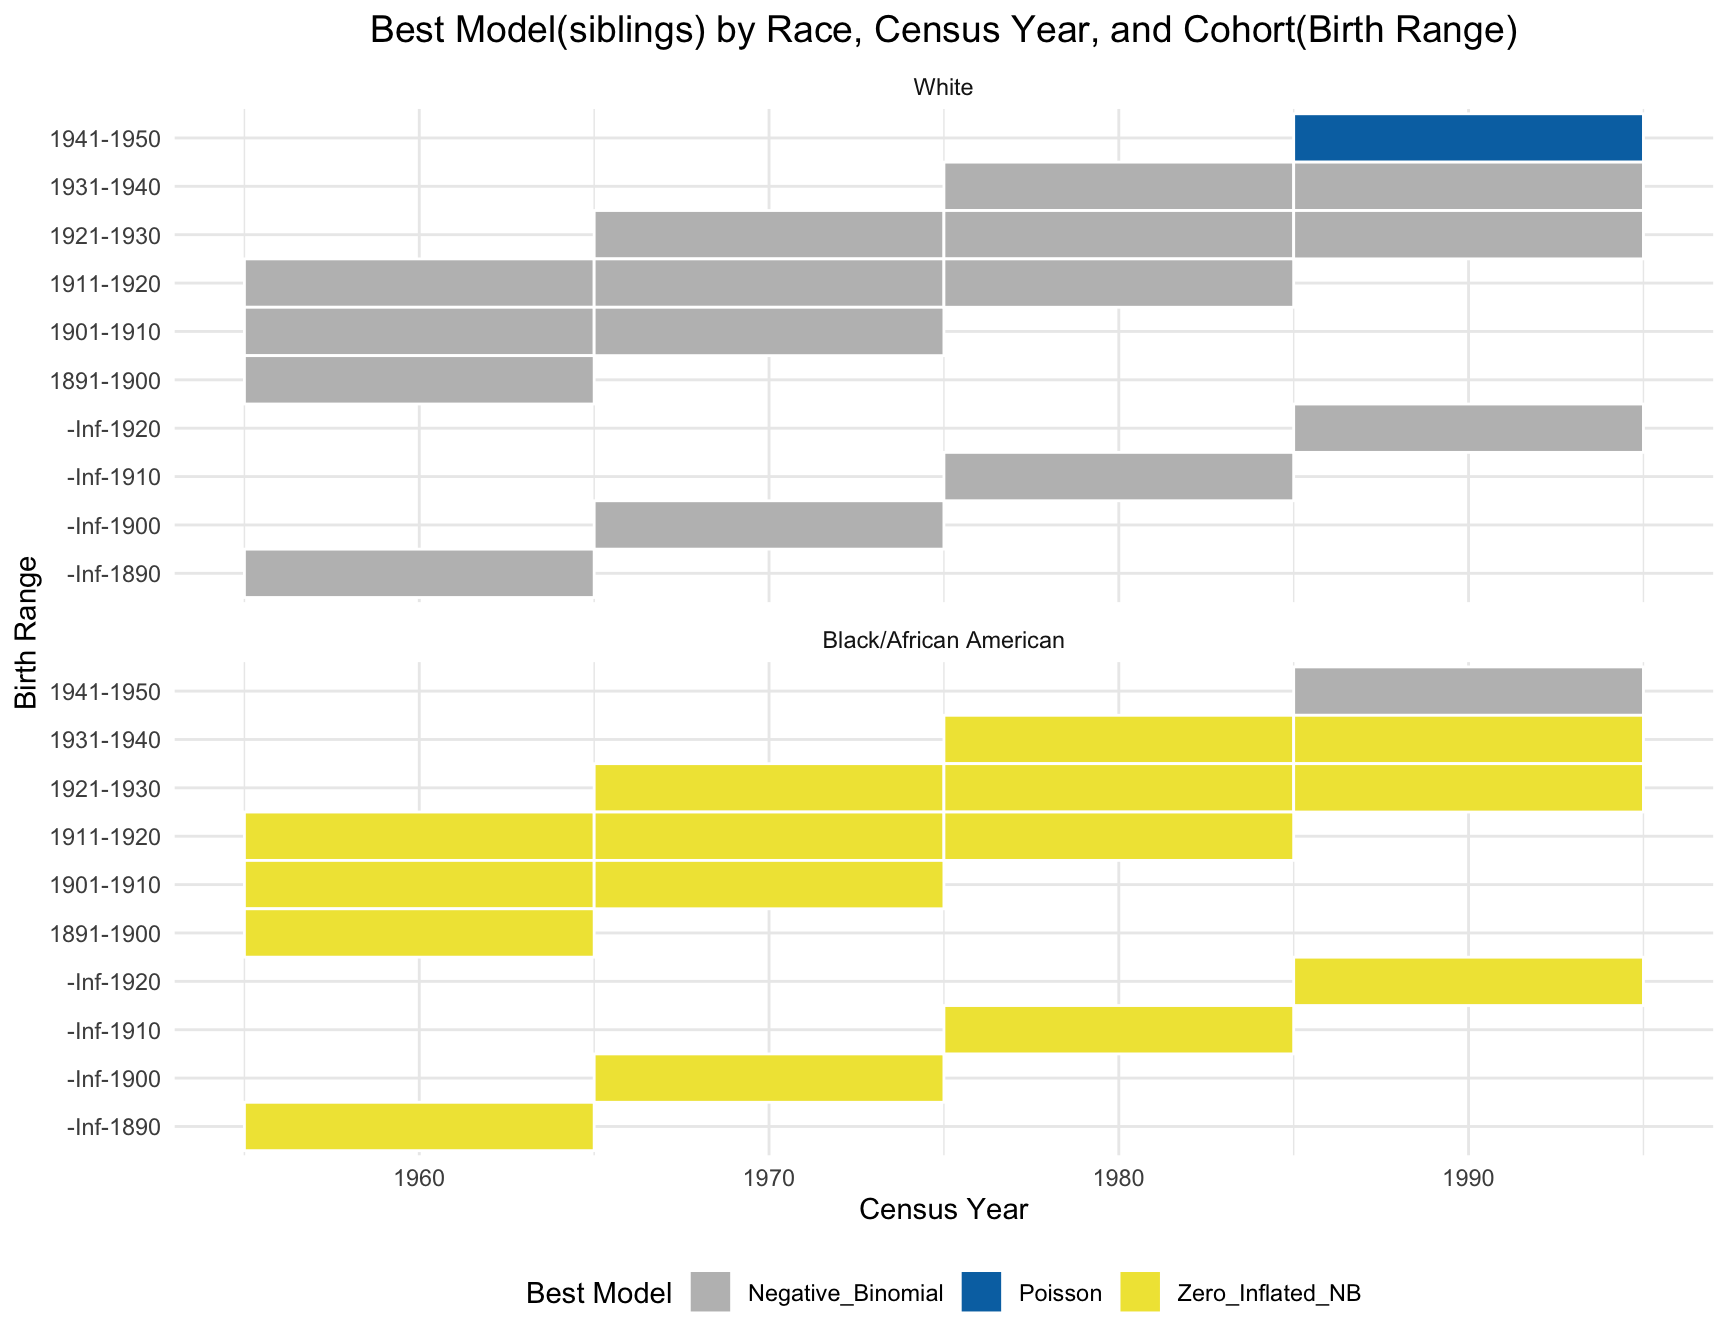 Best Model(siblings) by Race, Census Year, and Cohort(Birth Range)
White
1941-1950
1931-1940
1921-1930
1911-1920
1901-1910
1891-1900
-Inf-1920
-Inf-1910
-Inf-1900
-Inf-1890
Birth Range
Black/African American
1941-1950
1931-1940
1921-1930
1911-1920
1901-1910
1891-1900
-Inf-1920
-Inf-1910
-Inf-1900
-Inf-1890
1960 1970 1980 1990
Census Year
Best Model Negative_Binomial Poisson Zero_Inflated_NB